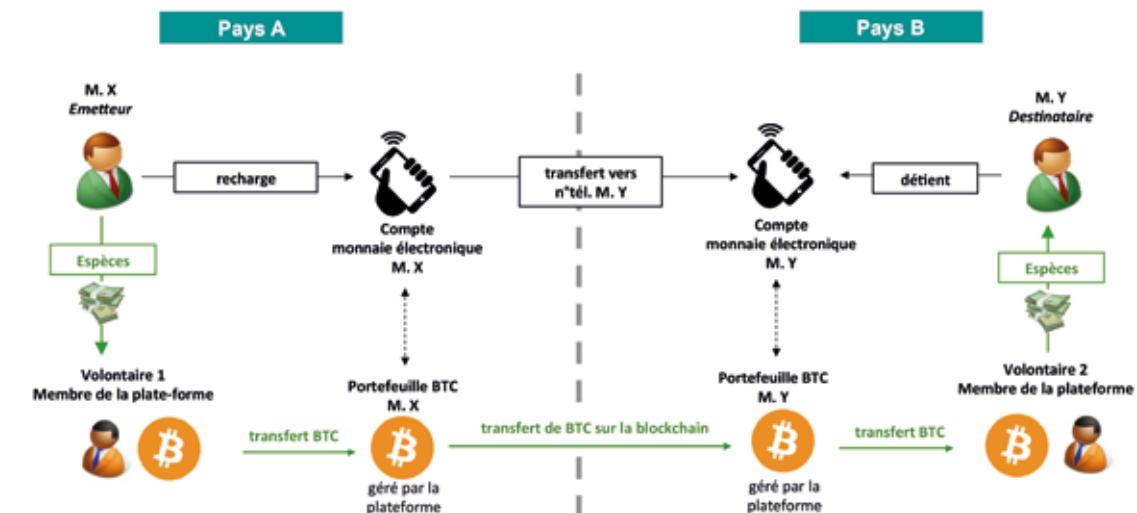 Pays A
Pays B
M. X
Emetteur
M. Y
Destinataire
recharge
transfert vers
n°tél. M. Y
détient
Compte
monnaie électronique
M. X
Compte
monnaie électronique
M. Y
Espèces
Espèces
Volontaire 1
Membre de la plate-forme
Portefeuille BTC
M. X
Portefeuille BTC
M. Y
Volontaire 2
Membre de la plateforme
transfert BTC
transfert de BTC sur la blockchain
transfert BTC
géré par la
plateforme
géré par la
plateforme